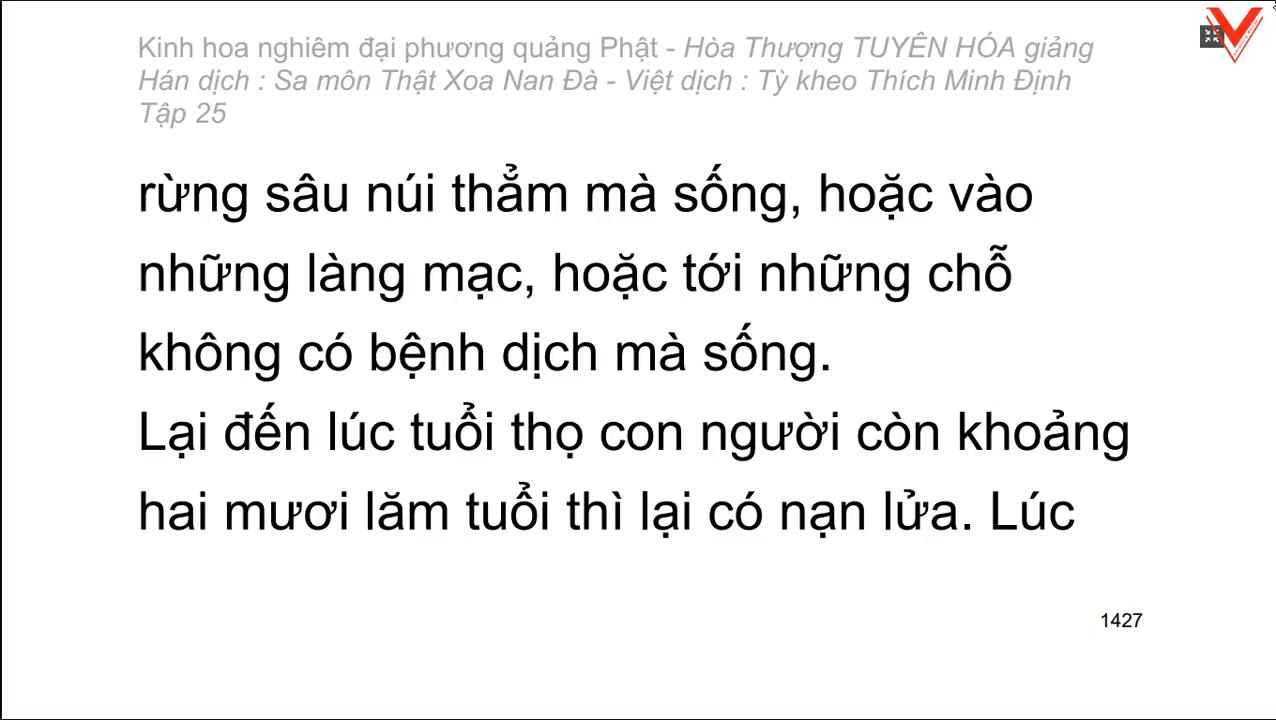 Kinh hoa nghiêm đại phương quảng Phật - Hòa Thượng TUYÊN HÓA giảng
Hán dịch : Sa môn Thật Xoa Nan Đà - Việt dịch : Tỳ kheo Thích Minh Định
Tập 25
rừng sâu núi thẳm mà sống, hoặc vào
những làng mạc, hoặc tới những chỗ
không có bệnh dịch mà sống.
Lại đến lúc tuổi thọ con người còn khoảng
hai mươi lăm tuổi thì lại có nạn lửa. Lúc
1427